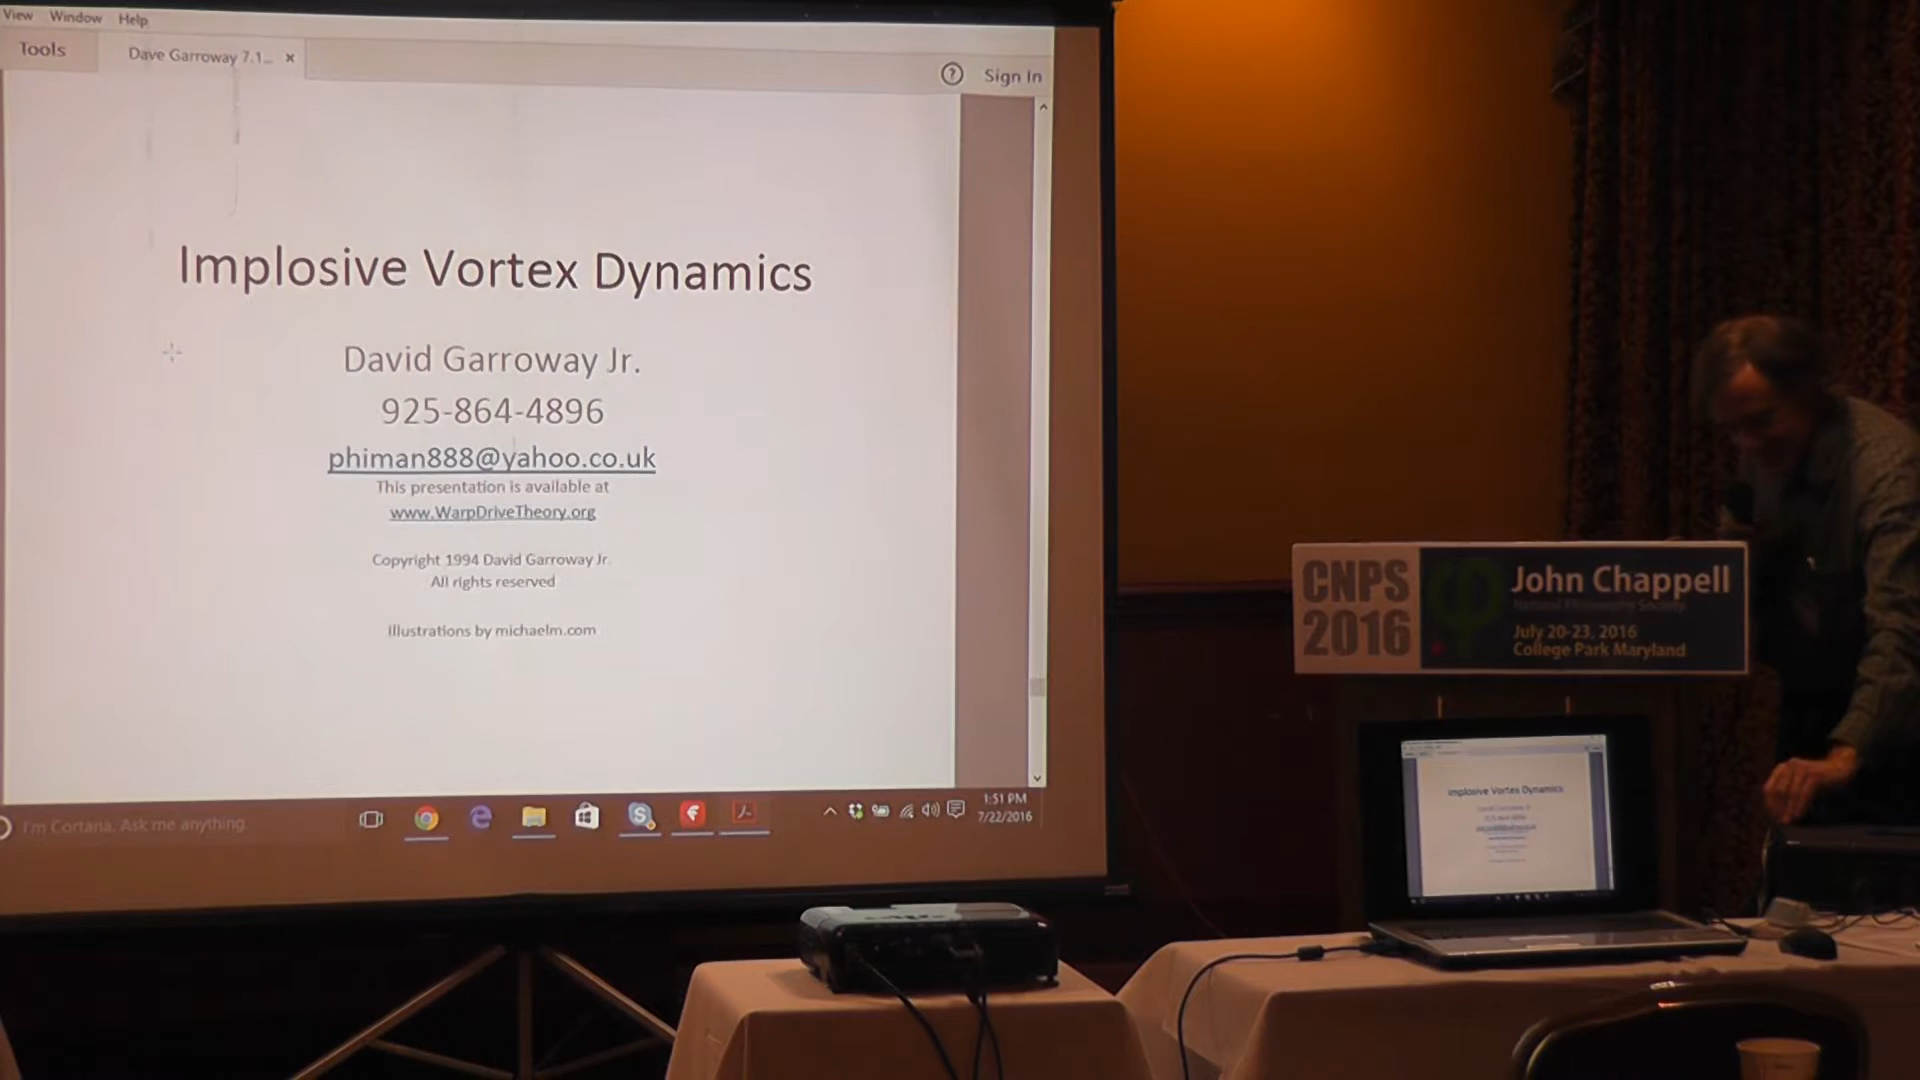 View Window Help
Tools
Dave Garroway 7.1... ×
? Sign In
Implosive Vortex Dynamics
David Garroway Jr.
925-864-4896
phiman888@yahoo.co.uk
This presentation is available at
www.WarpDriveTheory.org
Copyright 1994 David Garroway Jr.
All rights reserved
Illustrations by michaelm.com
I'm Cortana. Ask me anything.
1:51 PM
7/22/2016
CNPS
2016
John Chappell
Natural Philosophy Society
July 20-23, 2016
College Park Maryland
Implosive Vortex Dynamics